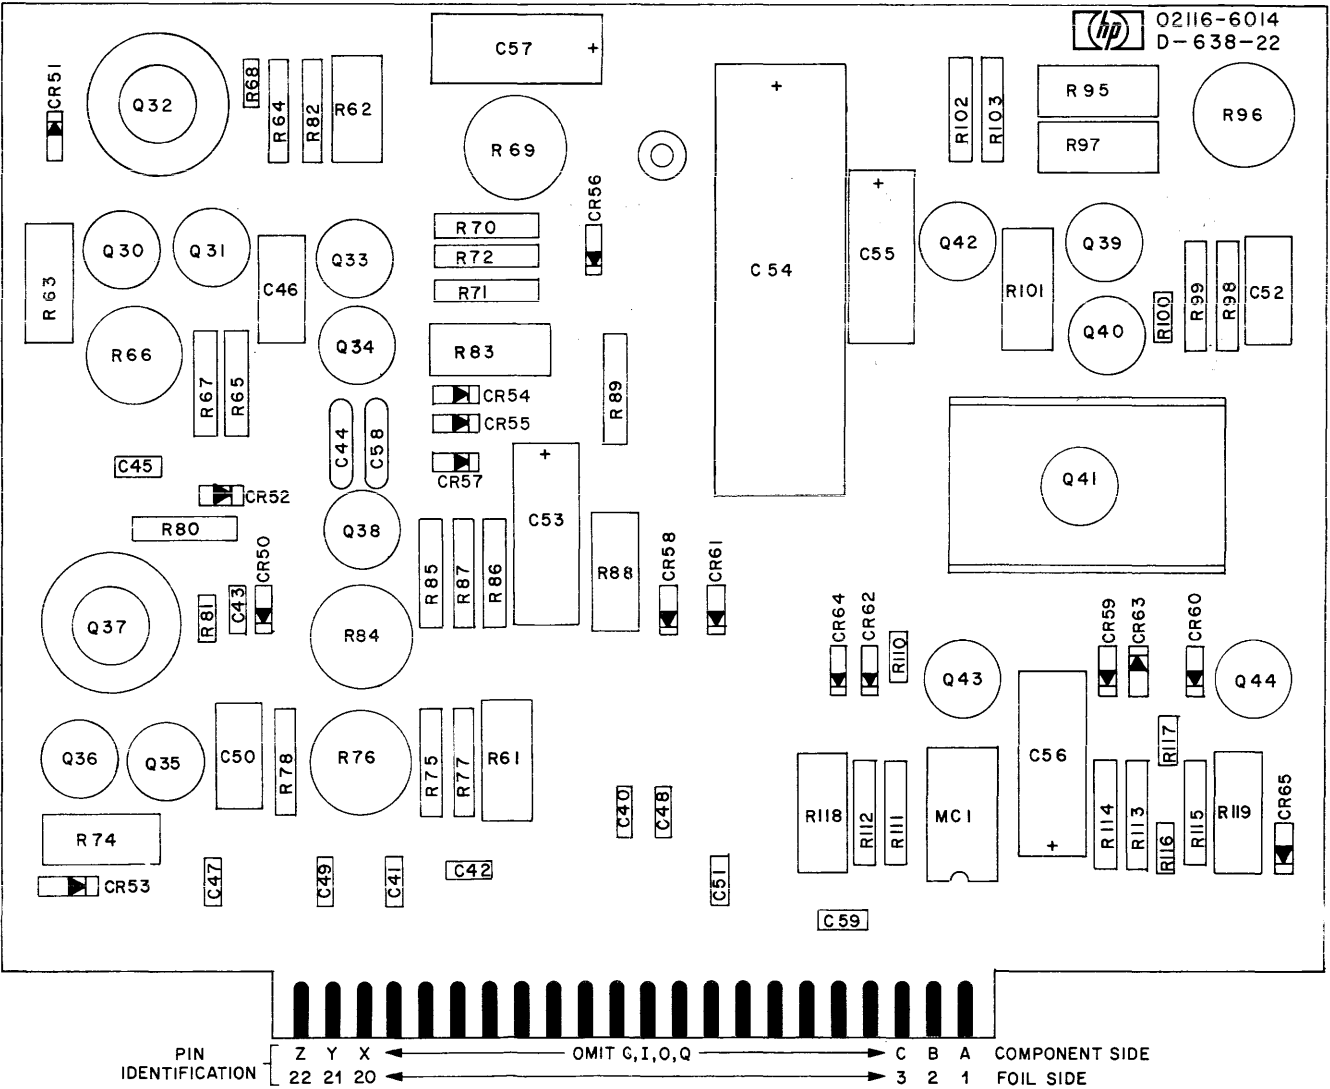 hp 02116-6014
D-638-22
CR51
Q32
R68
R64
R82
R62
C57 +
R69
CR56
+
C54
+
C55
R102
R103
R95
R97
R96
R63
Q30
Q31
C46
Q33
R70
R72
R71
Q42
R101
Q39
Q40
R100
R99
R98
C52
R66
R67
R65
Q34
R83
R89
CR54
CR55
CR57
C44
C58
C45
CR52
R80
Q38
+
C53
Q41
Q37
R81
C43
CR50
R84
R85
R87
R86
R88
CR58
CR61
CR64
CR62
R110
Q43
CR59
CR63
CR60
Q44
Q36
Q35
C50
R78
R76
R75
R77
R61
C40
C48
R118
R112
R111
MC1
C56
+
R114
R113
R117
R116
R115
R119
CR65
R74
CR53
C47
C49
C41
C42
C51
C59
PIN IDENTIFICATION
Z Y X OMIT G,I,O,Q C B A COMPONENT SIDE
22 21 20 3 2 1 FOIL SIDE